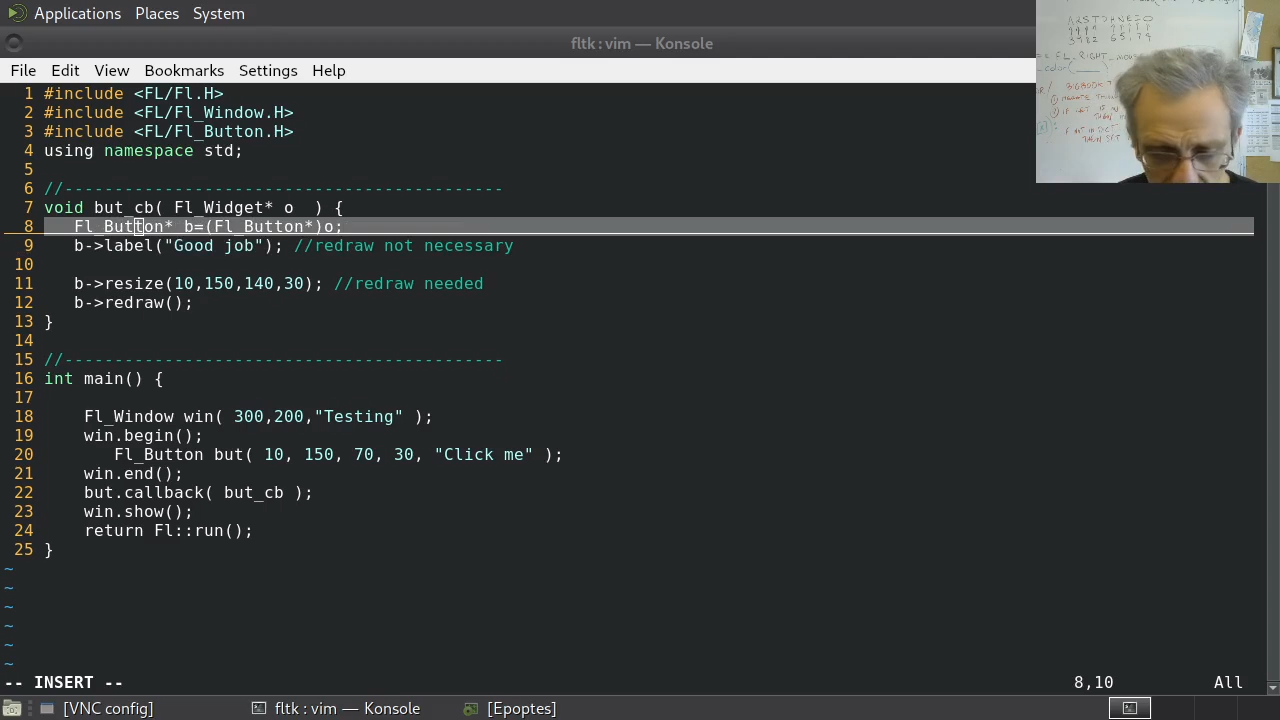 Applications Places System
fltk : vim — Konsole
File Edit View Bookmarks Settings Help
1 #include <FL/Fl.H>
2 #include <FL/Fl_Window.H>
3 #include <FL/Fl_Button.H>
4 using namespace std;
5
6 //--------------------------------------------
7 void but_cb( Fl_Widget* o  ) {
8    Fl_Button* b=(Fl_Button*)o;
9    b->label("Good job"); //redraw not necessary
10
11    b->resize(10,150,140,30); //redraw needed
12    b->redraw();
13 }
14
15 //--------------------------------------------
16 int main() {
17
18     Fl_Window win( 300,200,"Testing" );
19     win.begin();
20        Fl_Button but( 10, 150, 70, 30, "Click me" );
21     win.end();
22     but.callback( but_cb );
23     win.show();
24     return Fl::run();
25 }
~
~
~
~
~
~
-- INSERT -- 8,10 All
[VNC config] fltk : vim — Konsole [Epoptes]